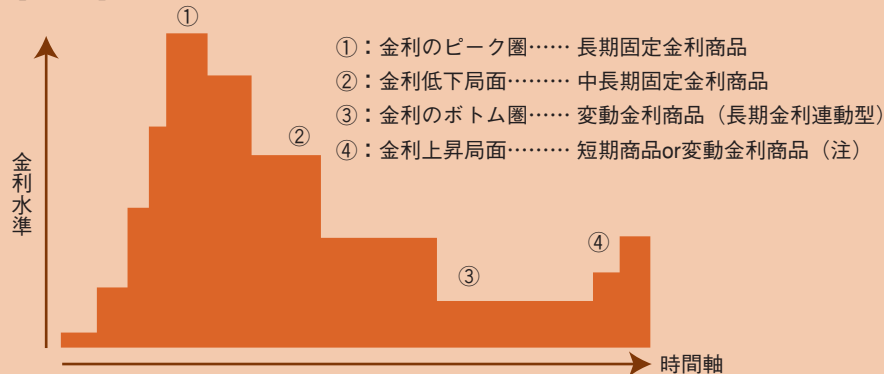 ①
①：金利のピーク圏…… 長期固定金利商品
②：金利低下局面……… 中長期固定金利商品
③：金利のボトム圏…… 変動金利商品（長期金利連動型）
④：金利上昇局面……… 短期商品or変動金利商品（注）
②
金利水準
④
③
時間軸